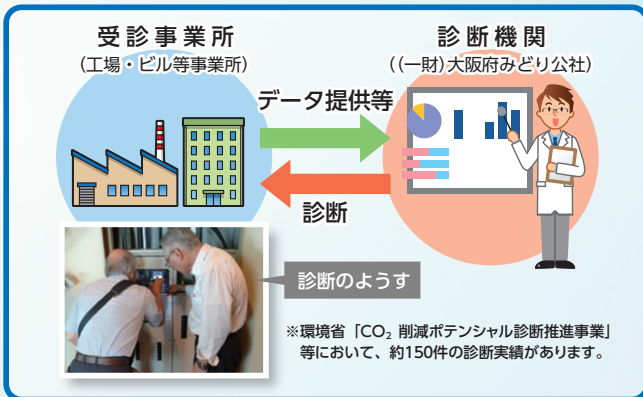 受診事業所
(工場・ビル等事業所)
診断機関
((一財)大阪府みどり公社)
データ提供等
診断
診断のようす
※環境省「CO₂ 削減ポテンシャル診断推進事業」
等において、約150件の診断実績があります。